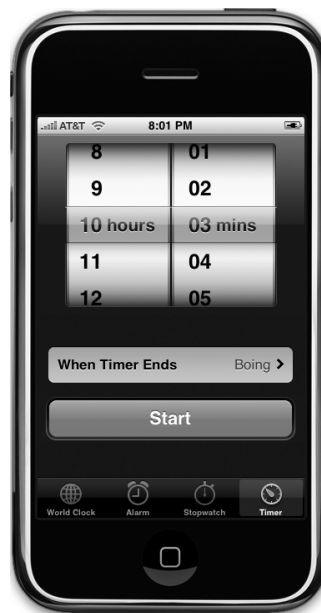 AT&T 8:01 PM
8 01
9 02
10 hours 03 mins
11 04
12 05
When Timer Ends Boing
Start
World Clock Alarm Stopwatch Timer